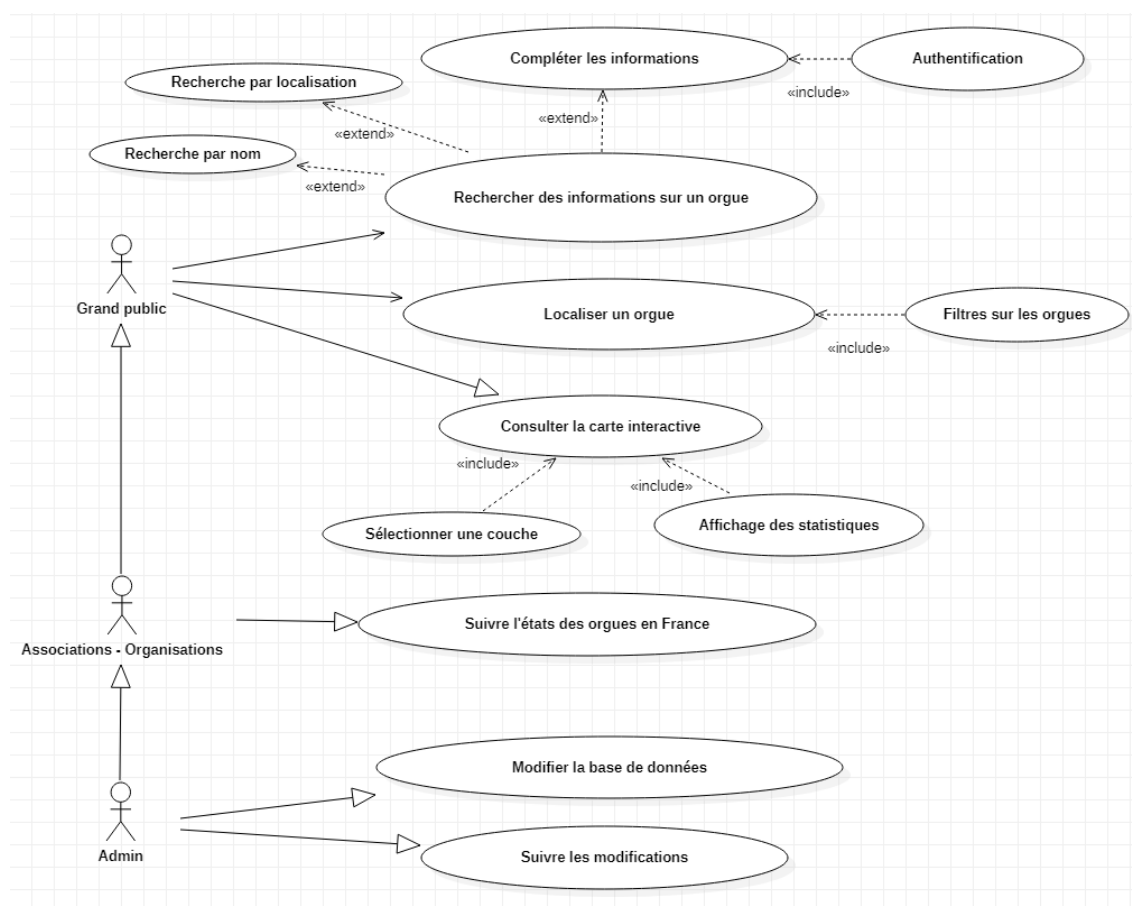 Compléter les informations
Authentification
«include»
Recherche par localisation
«extend»
«extend»
Recherche par nom
«extend»
Rechercher des informations sur un orgue
Grand public
Localiser un orgue
Filtres sur les orgues
«include»
Consulter la carte interactive
«include»
«include»
Sélectionner une couche
Affichage des statistiques
Suivre l'états des orgues en France
Associations - Organisations
Modifier la base de données
Admin
Suivre les modifications